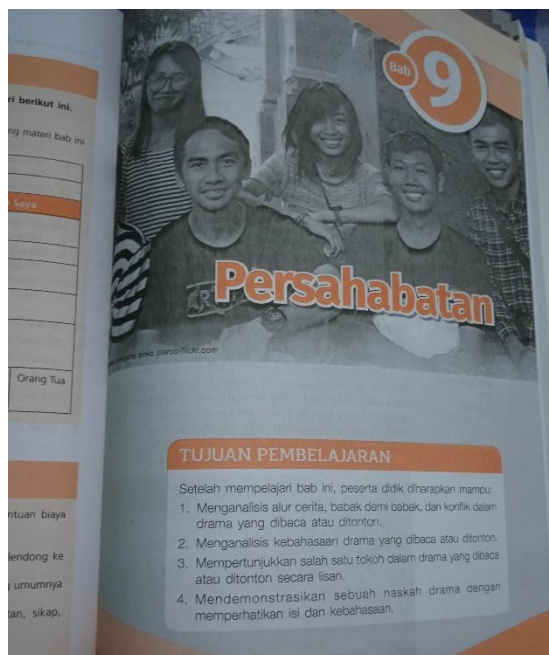 ri berikut ini.
ng materi bab ini
Saya
Orang Tua
ntuan biaya
lendong ke
umumnya
tan, sikap,
Bab
9
Persahabatan
starco/flickr.com
TUJUAN PEMBELAJARAN
Setelah mempelajari bab ini, peserta didik diharapkan mampu:
1. Menganalisis alur cerita, babak demi babak, dan konflik dalam
drama yang dibaca atau ditonton.
2. Menganalisis kebahasaan drama yang dibaca atau ditonton.
3. Mempertunjukkan salah satu tokoh dalam drama yang dibaca
atau ditonton secara lisan.
4. Mendemonstrasikan sebuah naskah drama dengan
memperhatikan isi dan kebahasaan.